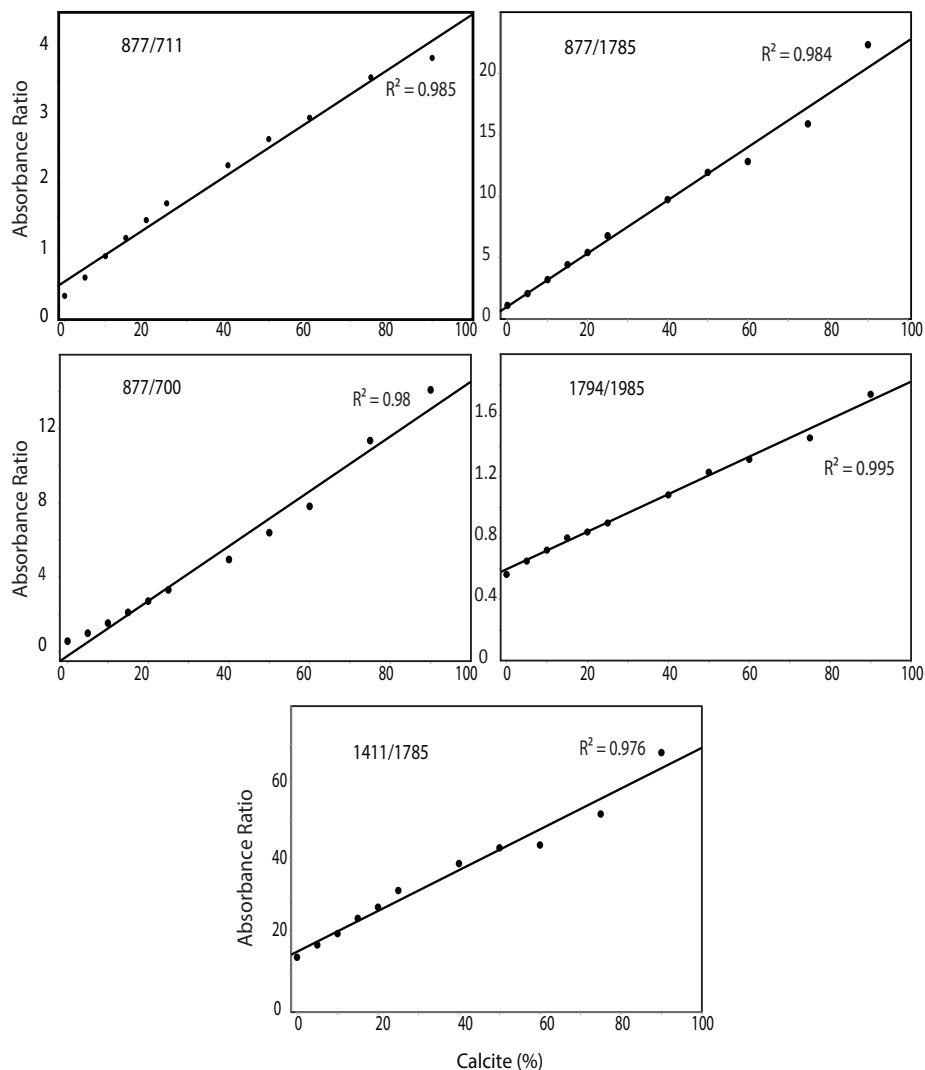 877/711
R² = 0.985
Absorbance Ratio
4
3
2
1
0
0 20 40 60 80 100
877/1785
R² = 0.984
20
15
10
5
0
0 20 40 60 80 100
877/700
R² = 0.98
Absorbance Ratio
12
8
4
0
0 20 40 60 80 100
1794/1985
R² = 0.995
1.6
1.2
0.8
0.4
0
0 20 40 60 80 100
1411/1785
R² = 0.976
Absorbance Ratio
60
40
20
0
0 20 40 60 80 100
Calcite (%)